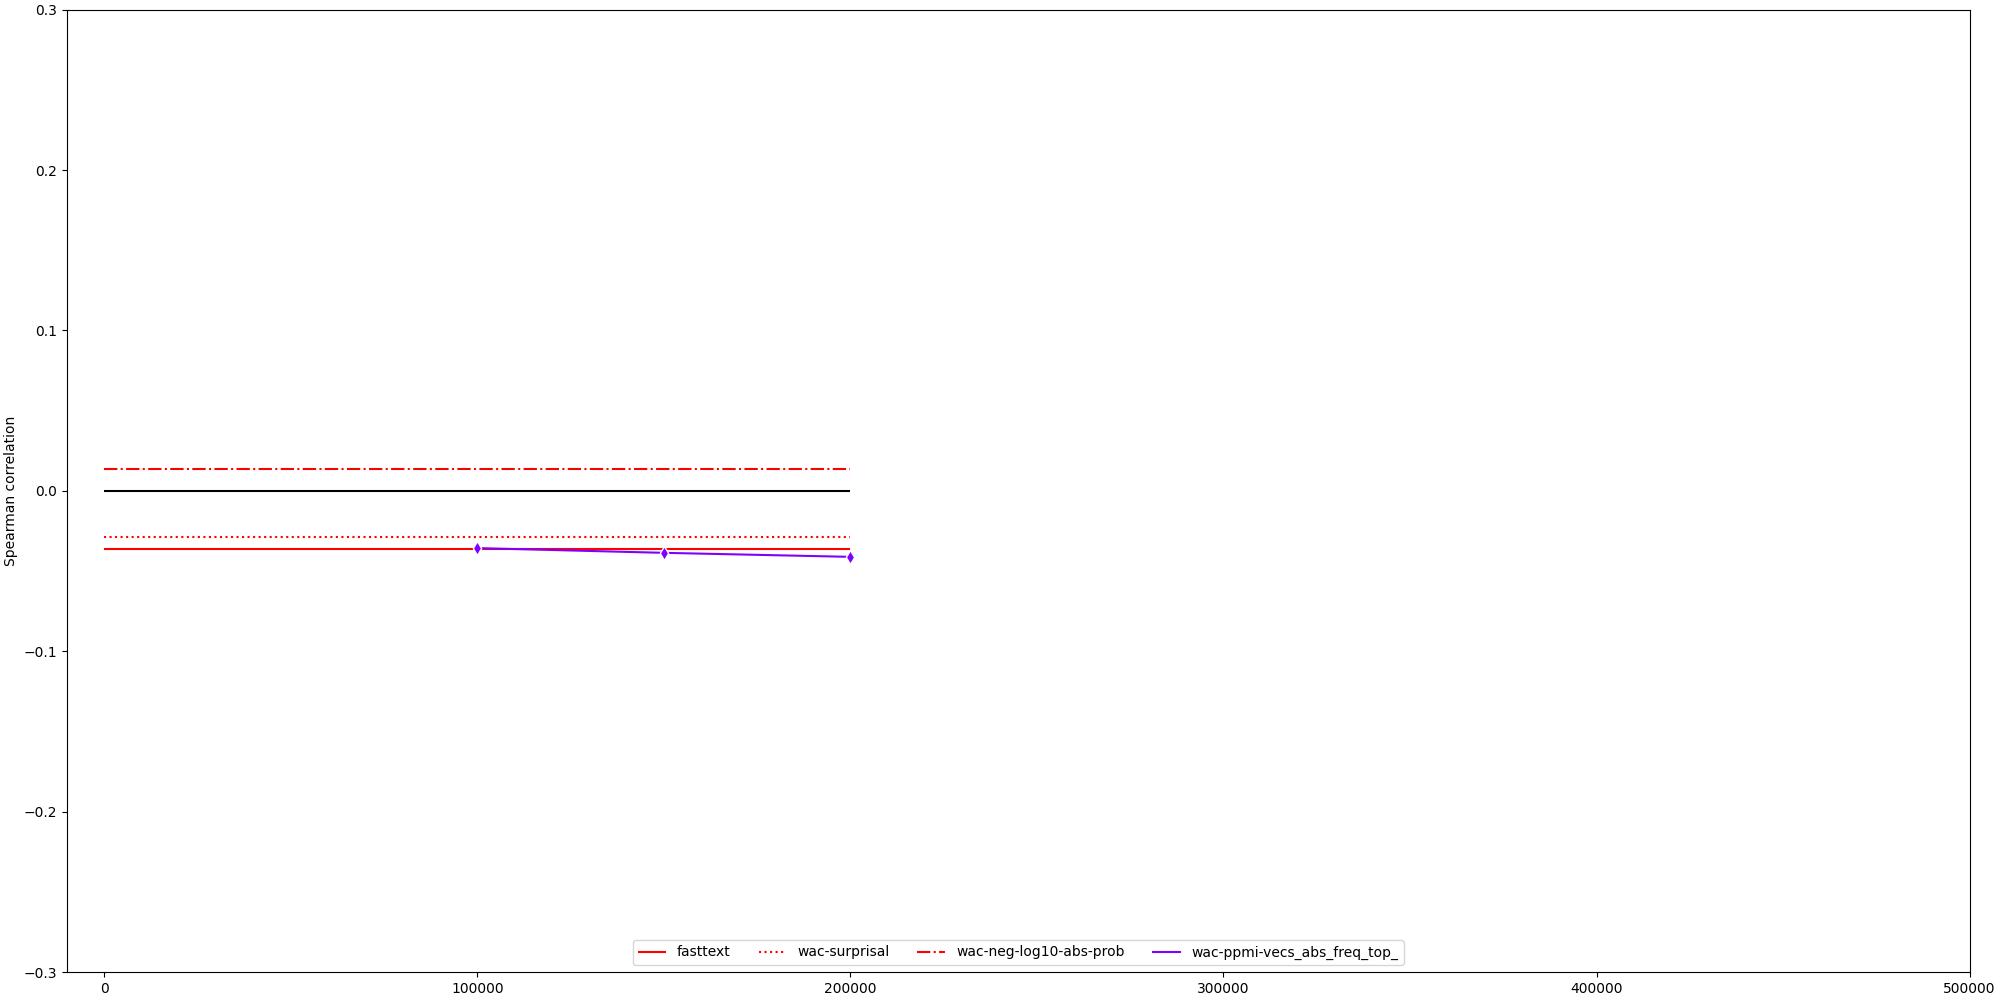 0.3
0.2
0.1
0.0
−0.1
−0.2
−0.3
Spearman correlation
fasttext wac-surprisal wac-neg-log10-abs-prob wac-ppmi-vecs_abs_freq_top_
0 100000 200000 300000 400000 500000